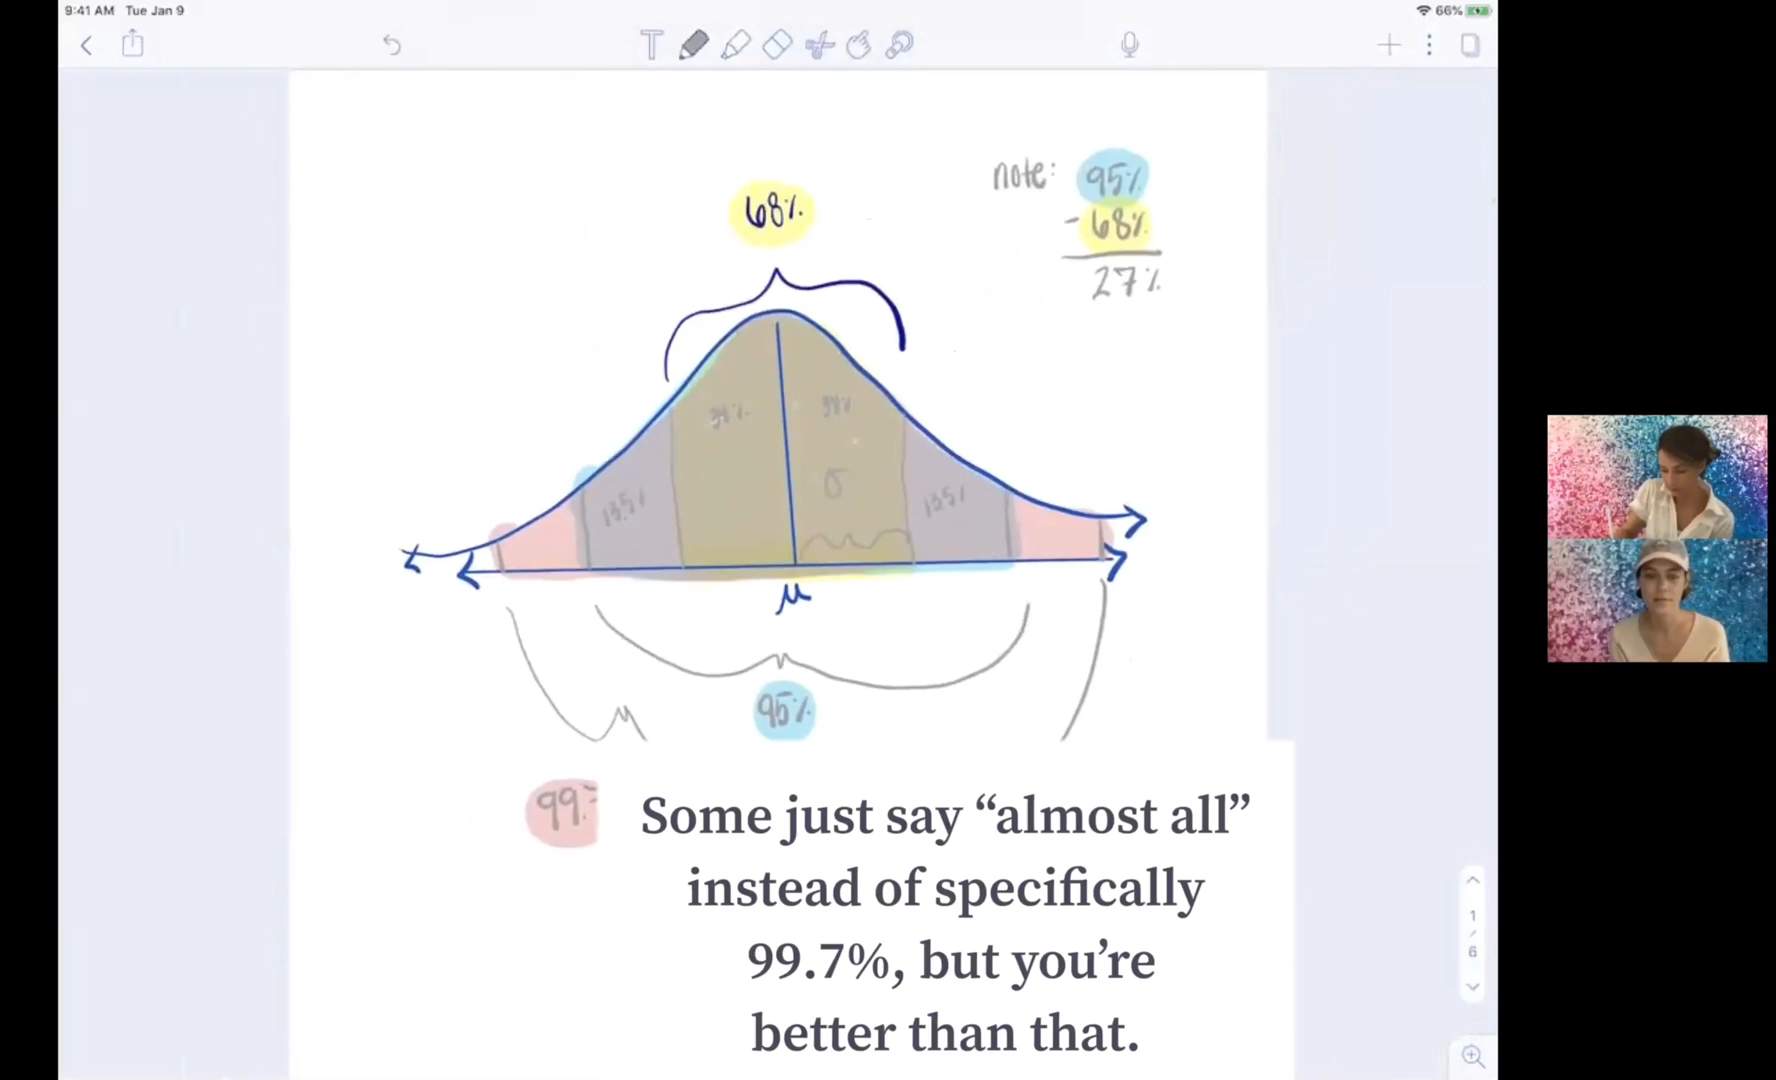 9:41 AM Tue Jan 9
66%
T
note: 95%
- 68%
27%
68%
34%
34%
σ
13.5%
13.5%
μ
95%
99.
Some just say “almost all”
instead of specifically
99.7%, but you’re
better than that.
1
/
6